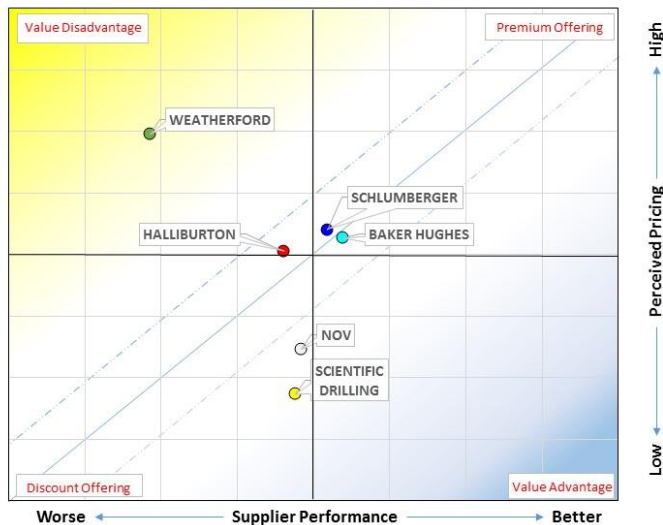 Value Disadvantage
Premium Offering
High
WEATHERFORD
SCHLUMBERGER
HALLIBURTON
BAKER HUGHES
Perceived Pricing
NOV
SCIENTIFIC
DRILLING
Low
Discount Offering
Value Advantage
Worse
Supplier Performance
Better